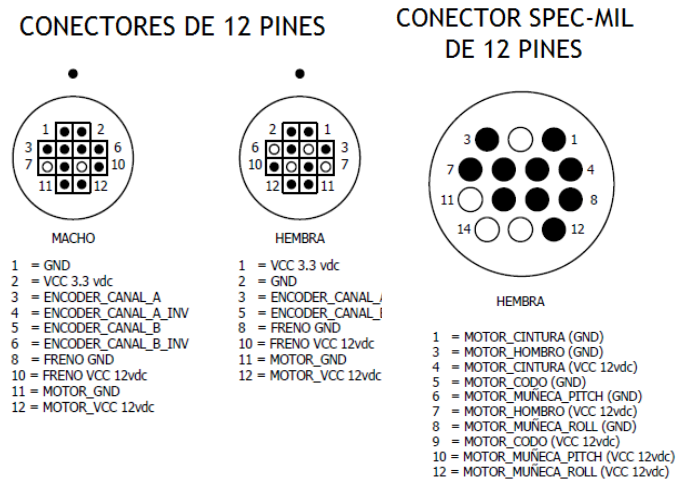 CONECTORES DE 12 PINES
1 2
3 6
7 10
11 12
MACHO
1 = GND
2 = VCC 3.3 vdc
3 = ENCODER_CANAL_A
4 = ENCODER_CANAL_A_INV
5 = ENCODER_CANAL_B
6 = ENCODER_CANAL_B_INV
8 = FRENO GND
10 = FRENO VCC 12vdc
11 = MOTOR_GND
12 = MOTOR_VCC 12vdc
2 1
6 3
10 7
12 11
HEMBRA
1 = VCC 3.3 vdc
2 = GND
3 = ENCODER_CANAL_
5 = ENCODER_CANAL_
8 = FRENO GND
10 = FRENO VCC 12vdc
11 = MOTOR_GND
12 = MOTOR_VCC 12vdc
CONECTOR SPEC-MIL
DE 12 PINES
3 1
7 4
11 8
14 12
HEMBRA
1 = MOTOR_CINTURA (GND)
3 = MOTOR_HOMBRO (GND)
4 = MOTOR_CINTURA (VCC 12vdc)
5 = MOTOR_CODO (GND)
6 = MOTOR_MUÑECA_PITCH (GND)
7 = MOTOR_HOMBRO (VCC 12vdc)
8 = MOTOR_MUÑECA_ROLL (GND)
9 = MOTOR_CODO (VCC 12vdc)
10 = MOTOR_MUÑECA_PITCH (VCC 12vdc)
12 = MOTOR_MUÑECA_ROLL (VCC 12vdc)